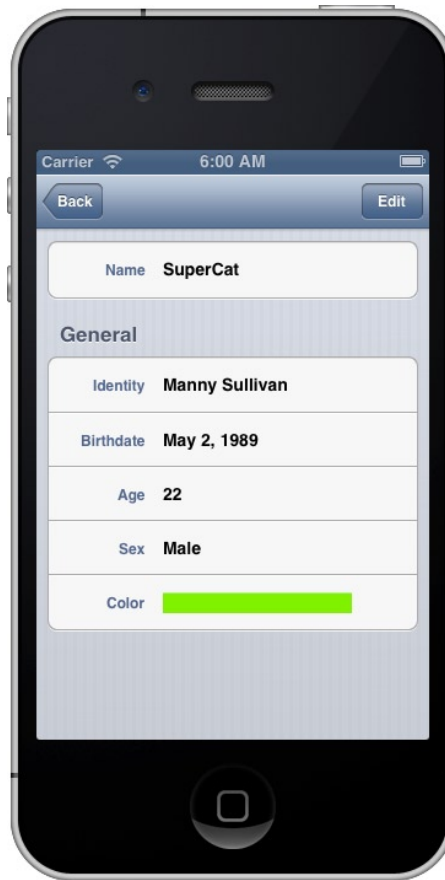 Carrier 6:00 AM
Back Edit
Name SuperCat
General
Identity Manny Sullivan
Birthdate May 2, 1989
Age 22
Sex Male
Color